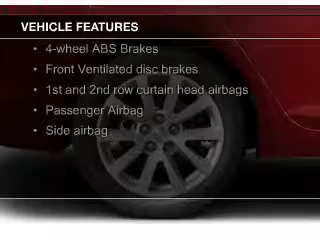 VEHICLE FEATURES
• 4-wheel ABS Brakes
• Front Ventilated disc brakes
• 1st and 2nd row curtain head airbags
• Passenger Airbag
• Side airbag